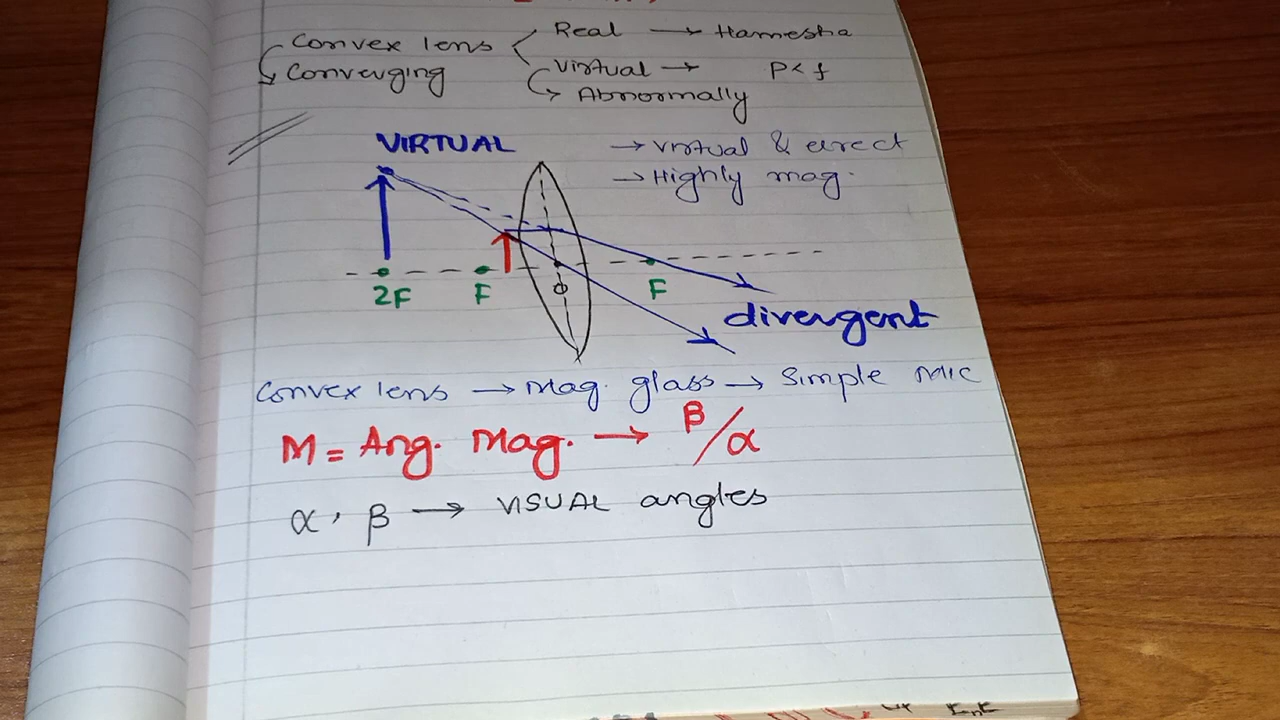 Convex lens
Converging
Real → Hamesha
Virtual → P < f
Abnormally
VIRTUAL
→ Virtual & erect
→ Highly mag.
2F F O F
divergent
Convex lens → Mag. glass → Simple Mic
M = Ang. Mag. → β/α
α, β → VISUAL angles